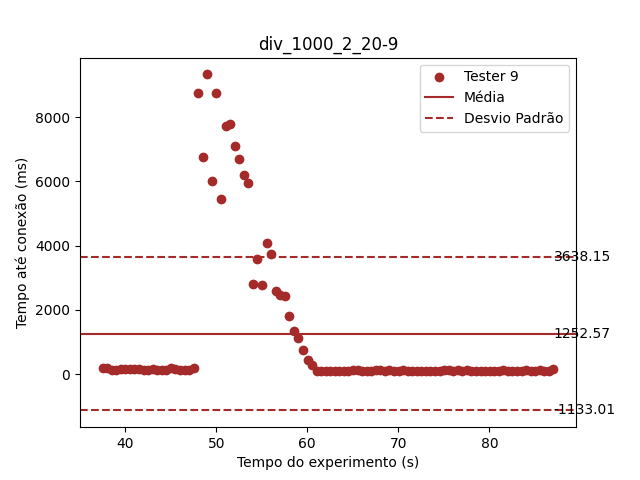 div_1000_2_20-9
Tester 9
Média
Desvio Padrão
Tempo até conexão (ms)
8000
6000
4000
2000
0
3638.15
1252.57
-1133.01
40 50 60 70 80
Tempo do experimento (s)